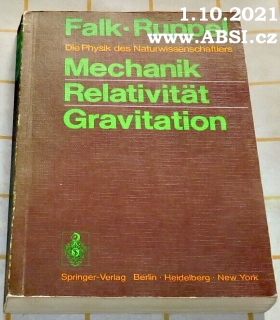 1.10.2021
www.ABSI.cz
Falk · Ruppel
Die Physik des Naturwissenschaftlers
Mechanik
Relativität
Gravitation
Springer-Verlag Berlin · Heidelberg · New York